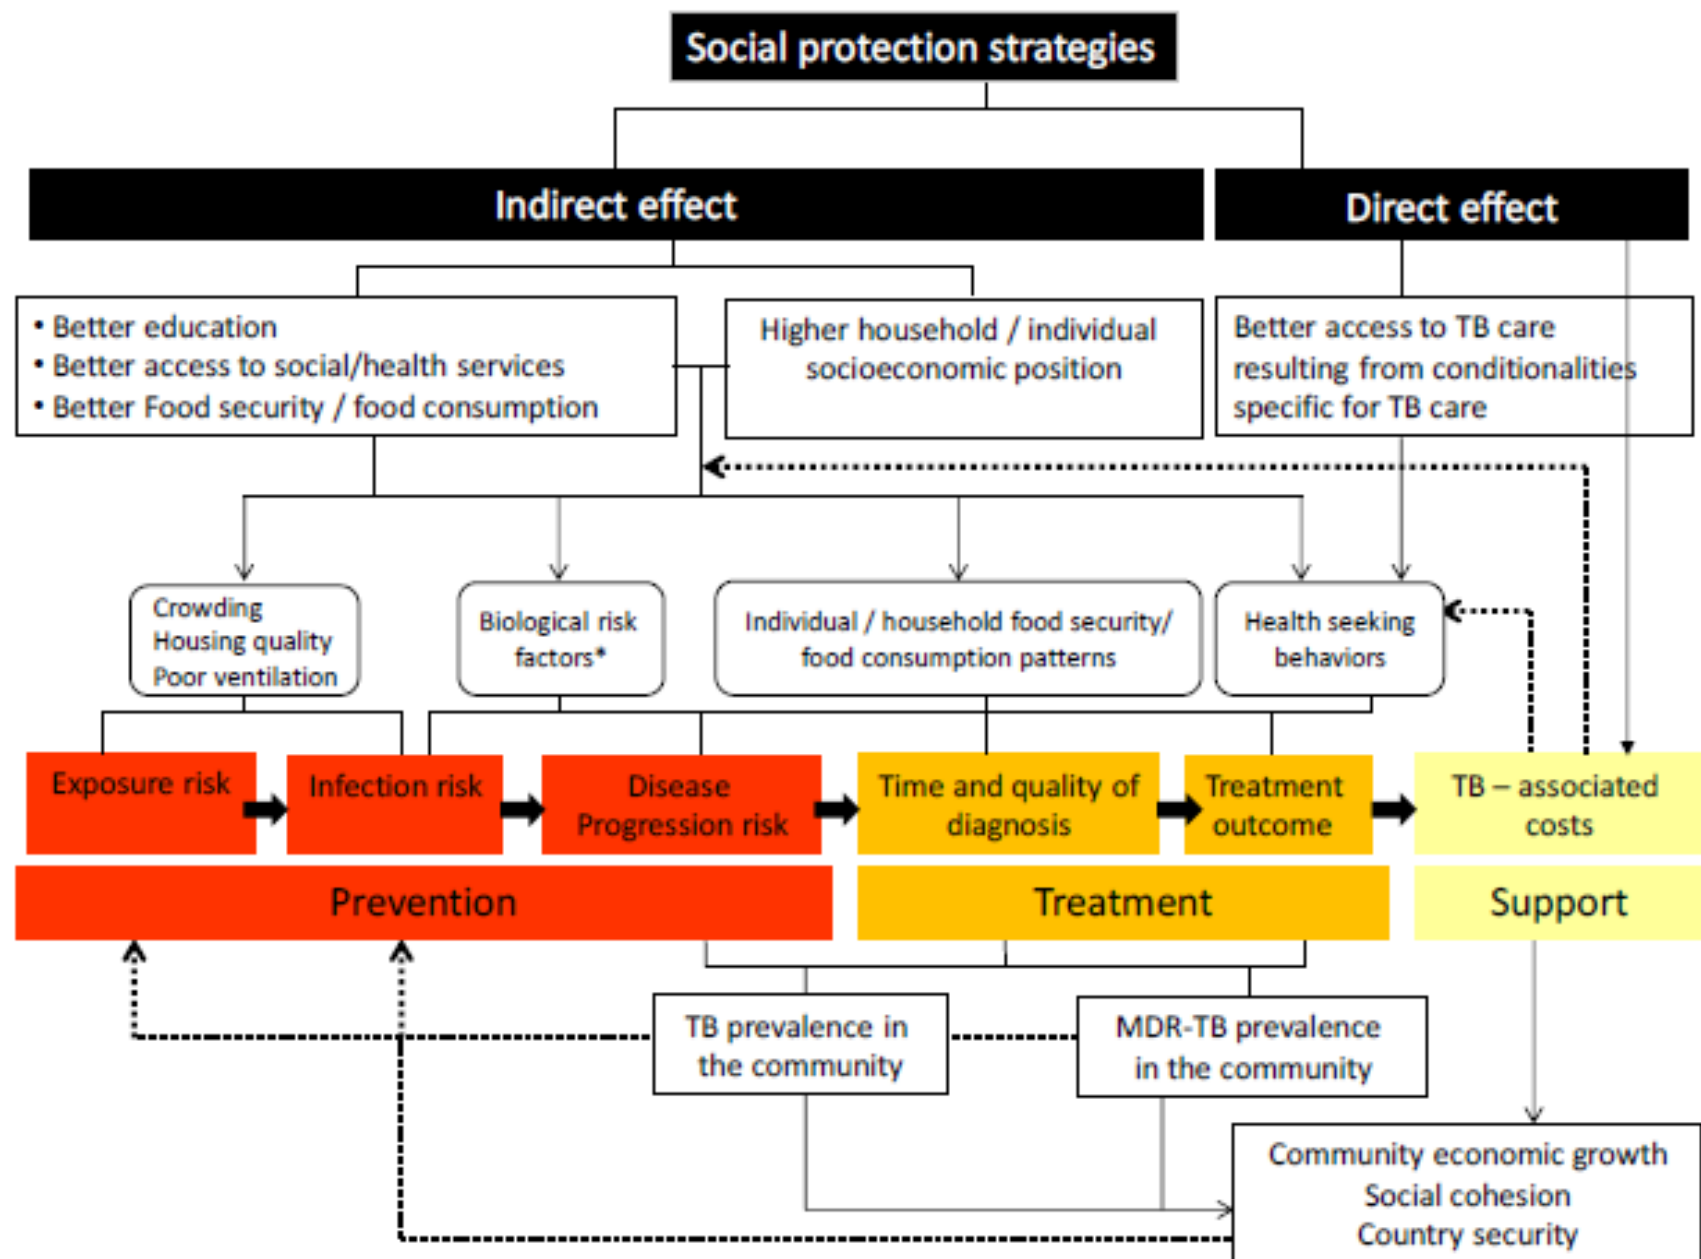 Social protection strategies
Indirect effect
Direct effect
• Better education
• Better access to social/health services
• Better Food security / food consumption
Higher household / individual
socioeconomic position
Better access to TB care
resulting from conditionalities
specific for TB care
Crowding
Housing quality
Poor ventilation
Biological risk
factors*
Individual / household food security/
food consumption patterns
Health seeking
behaviors
Exposure risk
Infection risk
Disease
Progression risk
Time and quality of
diagnosis
Treatment
outcome
TB – associated
costs
Prevention
Treatment
Support
TB prevalence in
the community
MDR-TB prevalence
in the community
Community economic growth
Social cohesion
Country security